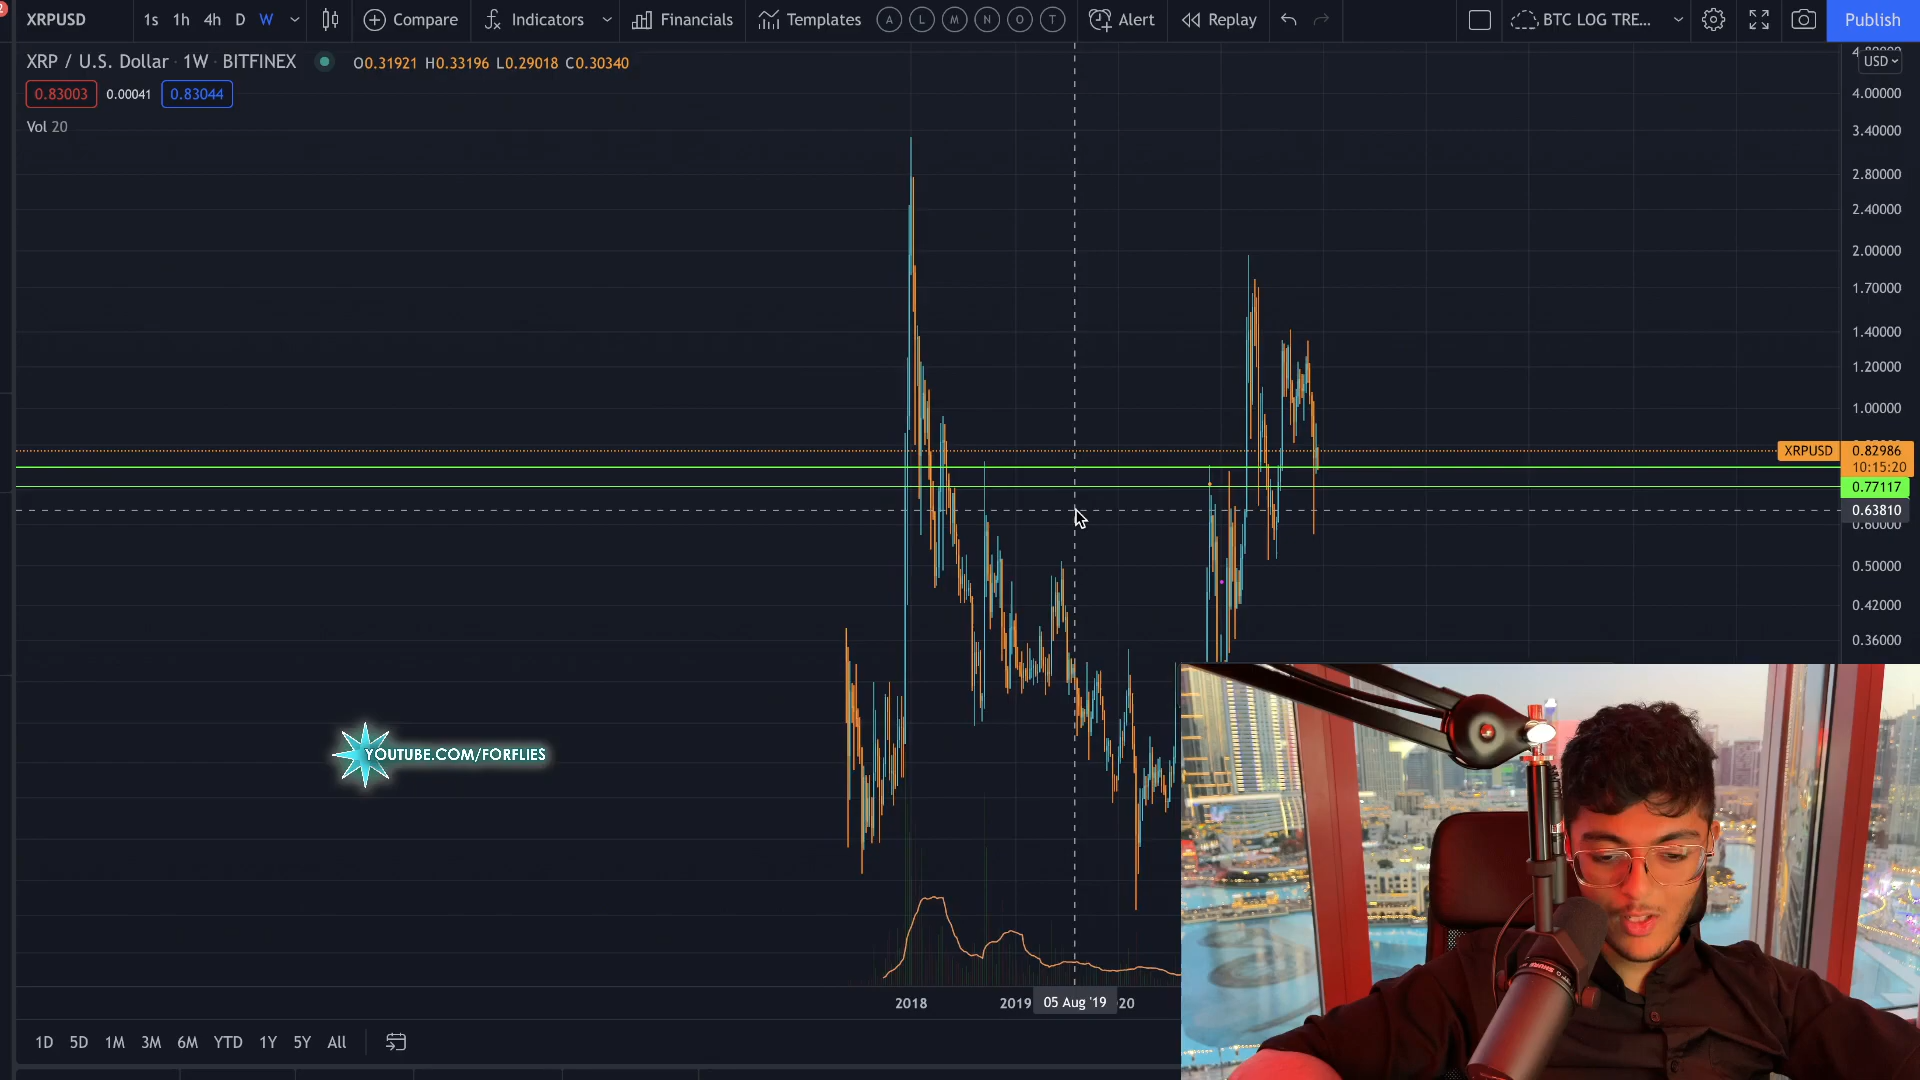 XRPUSD 1s 1h 4h D W Compare Indicators Financials Templates A L M N O T Alert Replay BTC LOG TRE... Publish
XRP / U.S. Dollar · 1W · BITFINEX O0.31921 H0.33196 L0.29018 C0.30340
USD
0.83003 0.00041 0.83044
4.00000
Vol 20
3.40000
2.80000
2.40000
2.00000
1.70000
1.40000
1.20000
1.00000
XRPUSD 0.82986
10:15:20
0.77117
0.63810
0.60000
0.50000
0.42000
0.36000
YOUTUBE.COM/FORFLIES
2018 2019 05 Aug '19 20
1D 5D 1M 3M 6M YTD 1Y 5Y All